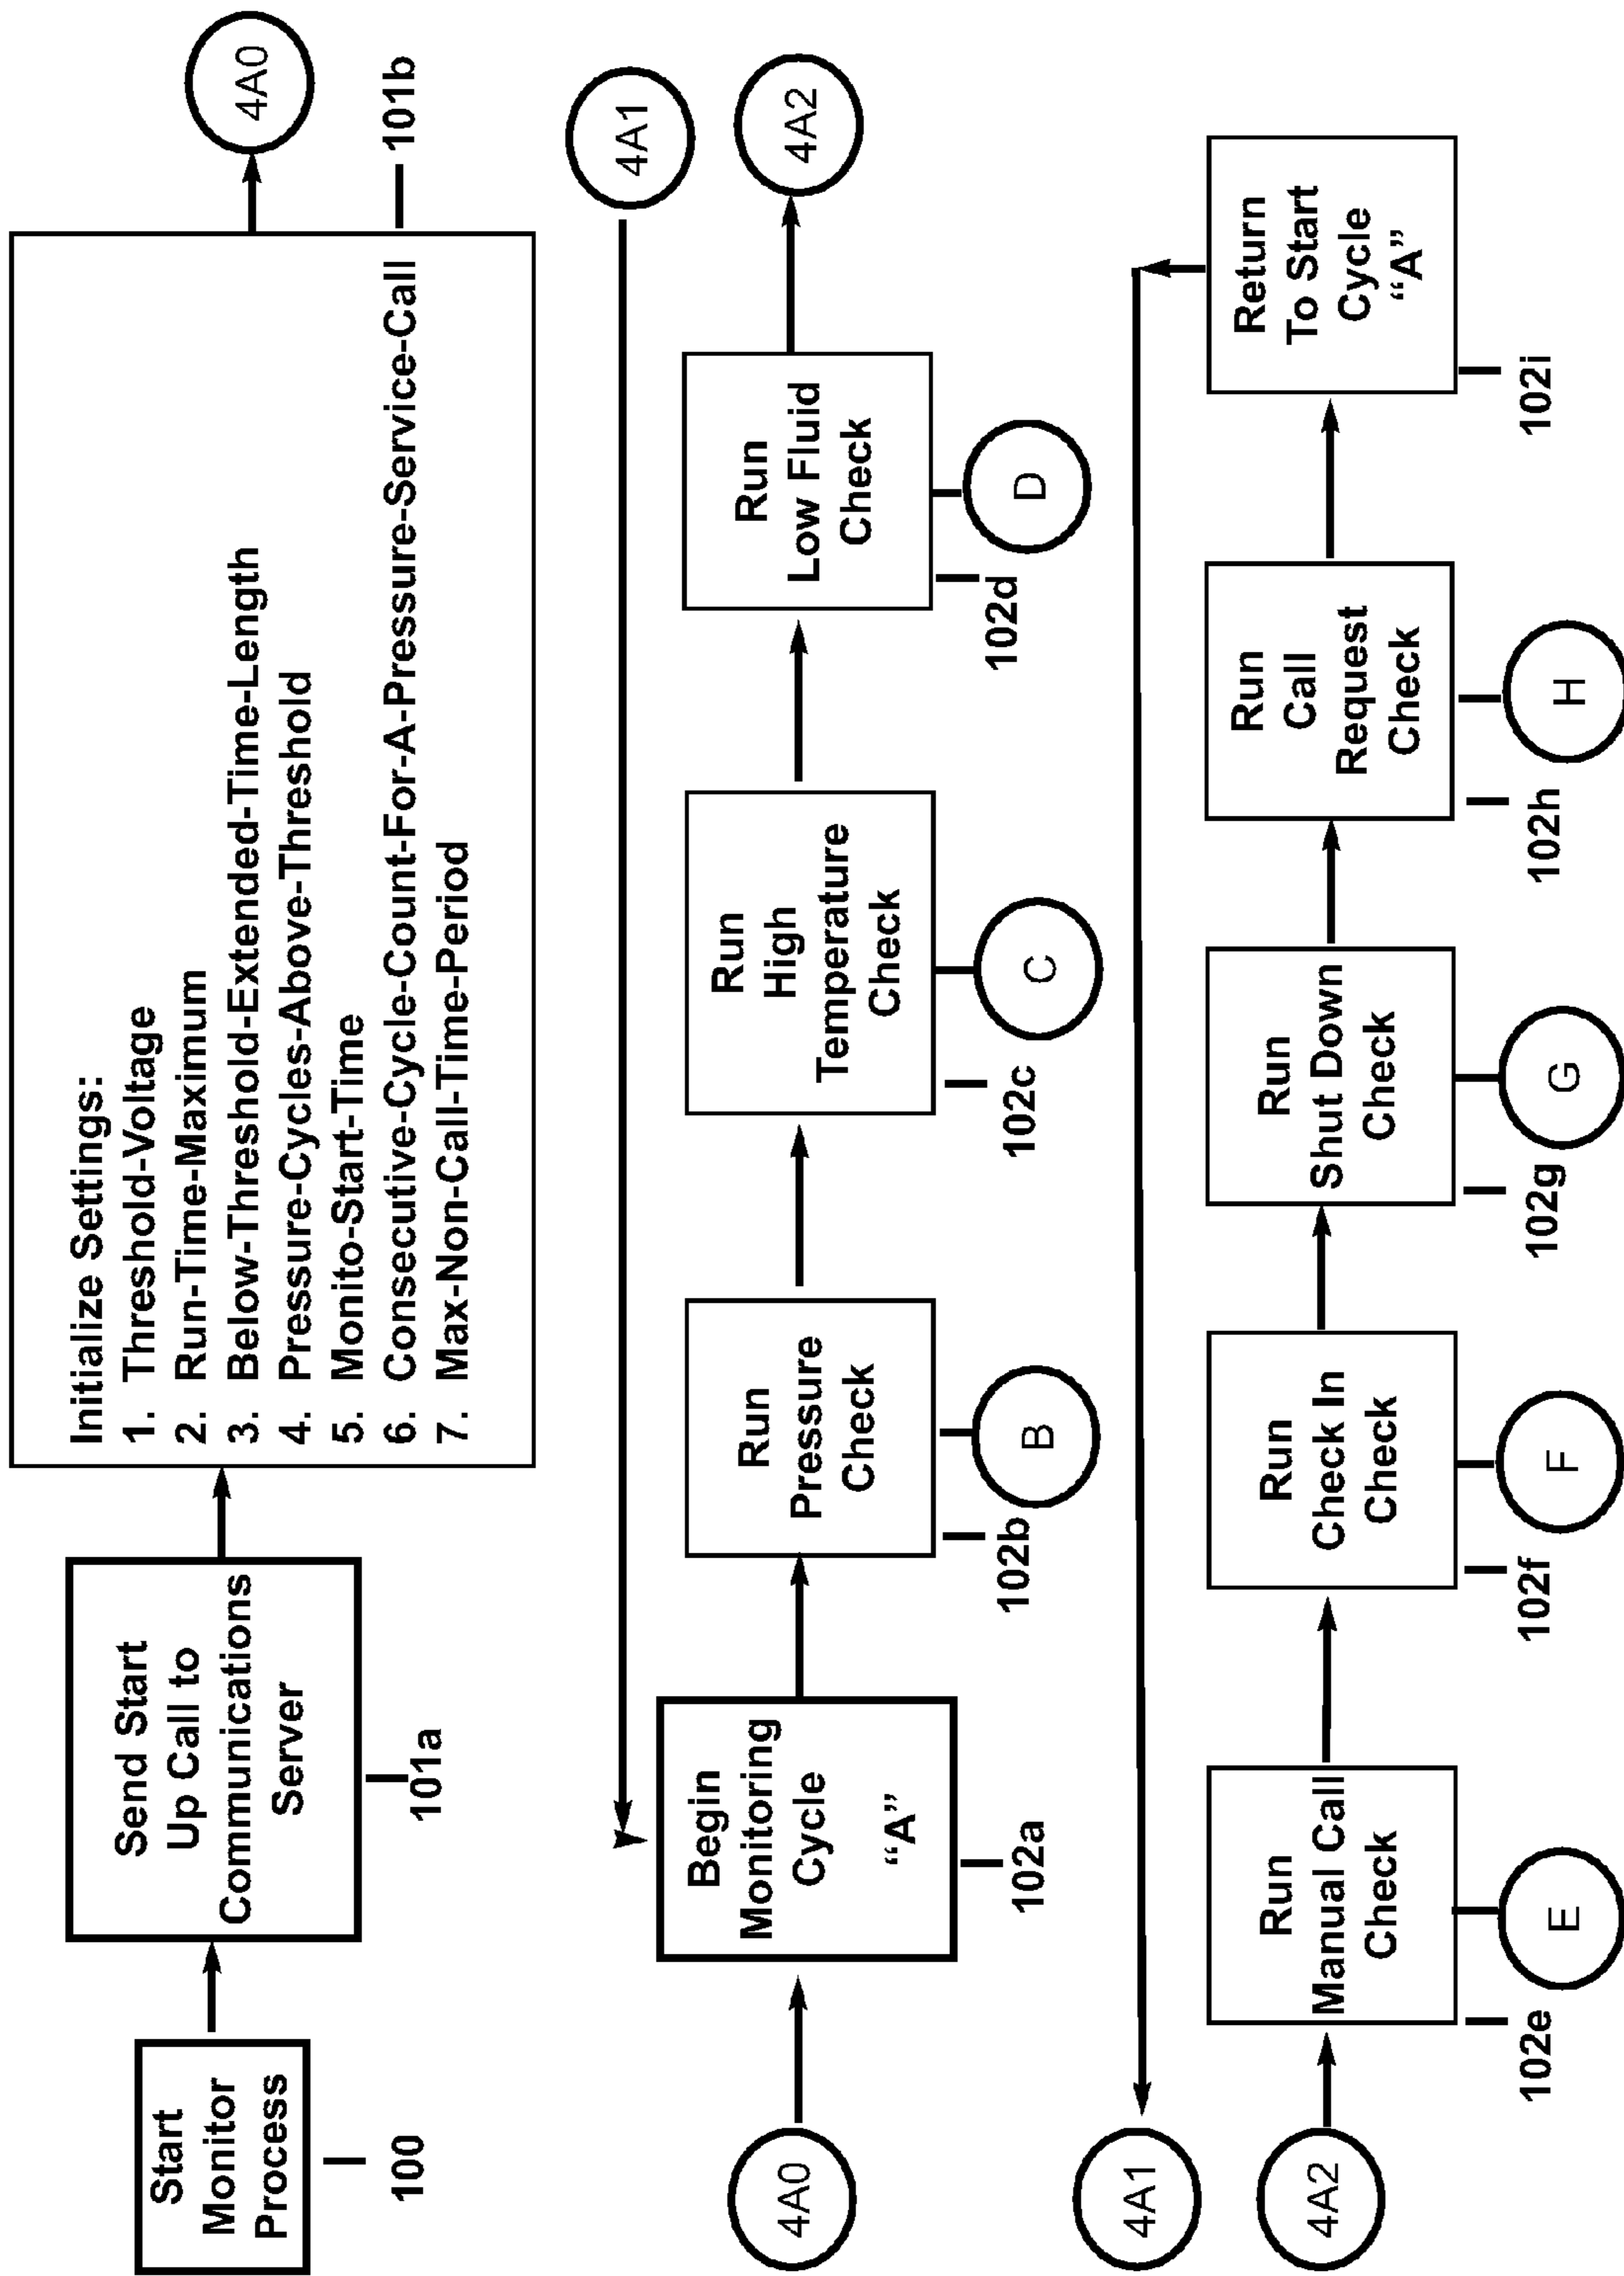 Start
Monitor
Process
100
Send Start
Up Call to
Communications
Server
101a
Initialize Settings:
1. Threshold-Voltage
2. Run-Time-Maximum
3. Below-Threshold-Extended-Time-Length
4. Pressure-Cycles-Above-Threshold
5. Monito-Start-Time
6. Consecutive-Cycle-Count-For-A-Pressure-Service-Call
7. Max-Non-Call-Time-Period
101b
4A0
4A1
4A0
Begin
Monitoring
Cycle
“A”
102a
Run
Pressure
Check
102b
B
Run
High
Temperature
Check
102c
C
Run
Low Fluid
Check
102d
D
4A2
4A1
4A2
Run
Manual Call
Check
102e
E
Run
Check In
Check
102f
F
Run
Shut Down
Check
102g
G
Run
Call
Request
Check
102h
H
Return
To Start
Cycle
“A”
102i